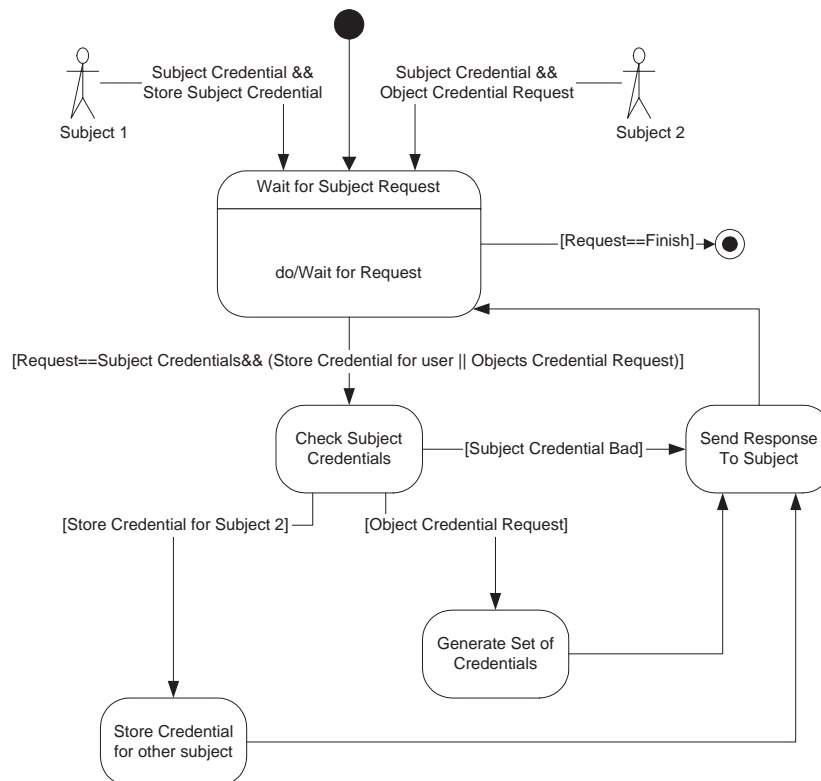 Subject Credential &&
Store Subject Credential
Subject Credential &&
Object Credential Request
Subject 1
Subject 2
Wait for Subject Request
[Request==Finish]
do/Wait for Request
[Request==Subject Credentials&& (Store Credential for user || Objects Credential Request)]
Check Subject
Credentials
[Subject Credential Bad]
Send Response
To Subject
[Store Credential for Subject 2]
[Object Credential Request]
Generate Set of
Credentials
Store Credential
for other subject